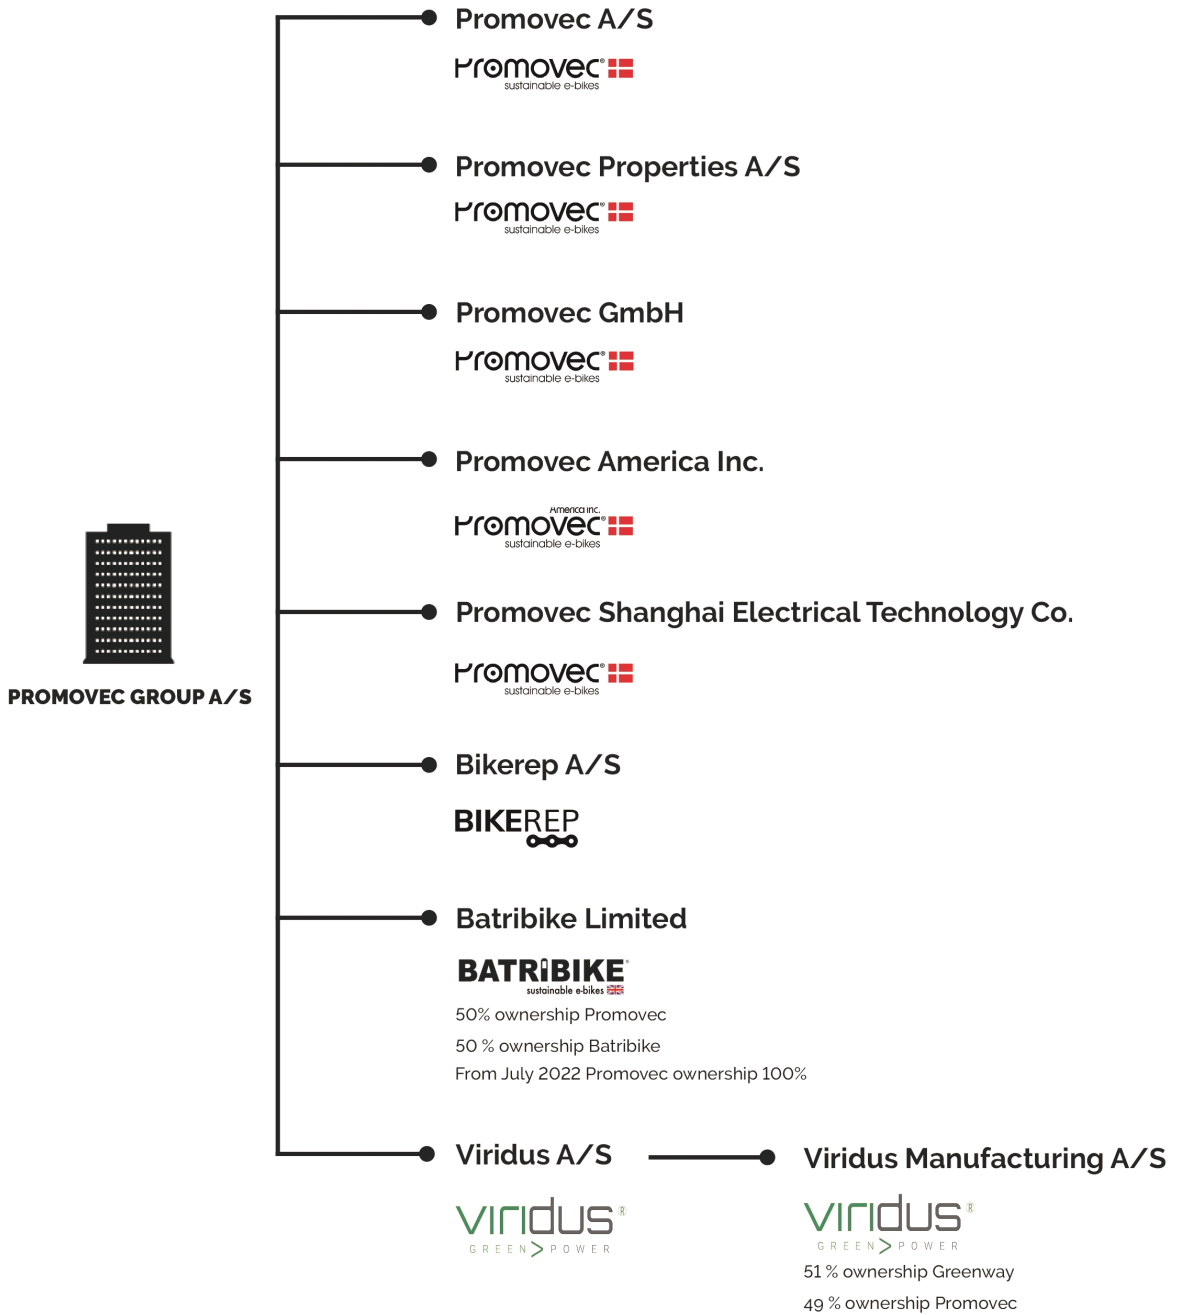 Promovec A/S
Promovec®
sustainable e-bikes
Promovec Properties A/S
Promovec®
sustainable e-bikes
Promovec GmbH
Promovec®
sustainable e-bikes
Promovec America Inc.
America Inc.
Promovec®
sustainable e-bikes
Promovec Shanghai Electrical Technology Co.
Promovec®
sustainable e-bikes
PROMOVEC GROUP A/S
Bikerep A/S
BIKEREP
Batribike Limited
BATRiBIKE®
sustainable e-bikes
50% ownership Promovec
50 % ownership Batribike
From July 2022 Promovec ownership 100%
Viridus A/S
viridus®
GREEN>POWER
Viridus Manufacturing A/S
viridus®
GREEN>POWER
51 % ownership Greenway
49 % ownership Promovec